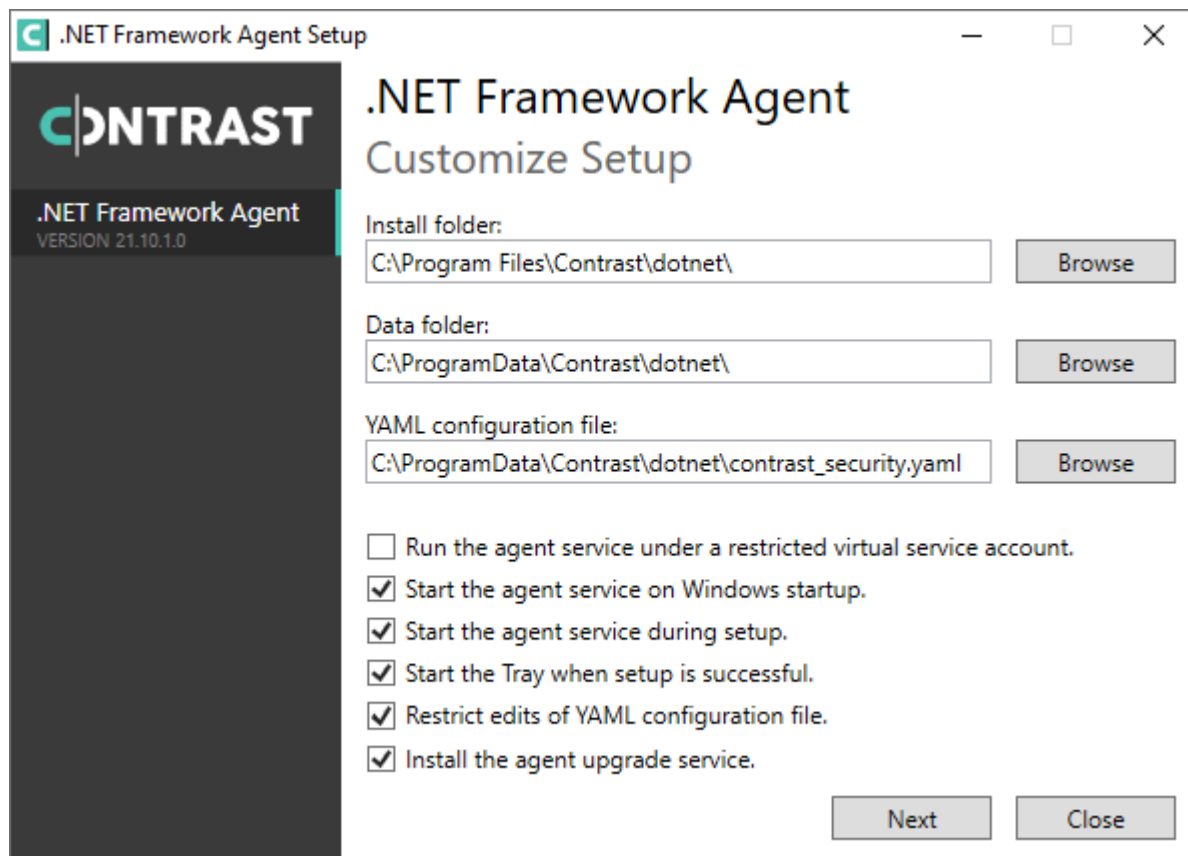 .NET Framework Agent Setup
CONTRAST
.NET Framework Agent
VERSION 21.10.1.0
.NET Framework Agent
Customize Setup
Install folder:
C:\Program Files\Contrast\dotnet\
Browse
Data folder:
C:\ProgramData\Contrast\dotnet\
Browse
YAML configuration file:
C:\ProgramData\Contrast\dotnet\contrast_security.yaml
Browse
Run the agent service under a restricted virtual service account.
Start the agent service on Windows startup.
Start the agent service during setup.
Start the Tray when setup is successful.
Restrict edits of YAML configuration file.
Install the agent upgrade service.
Next
Close